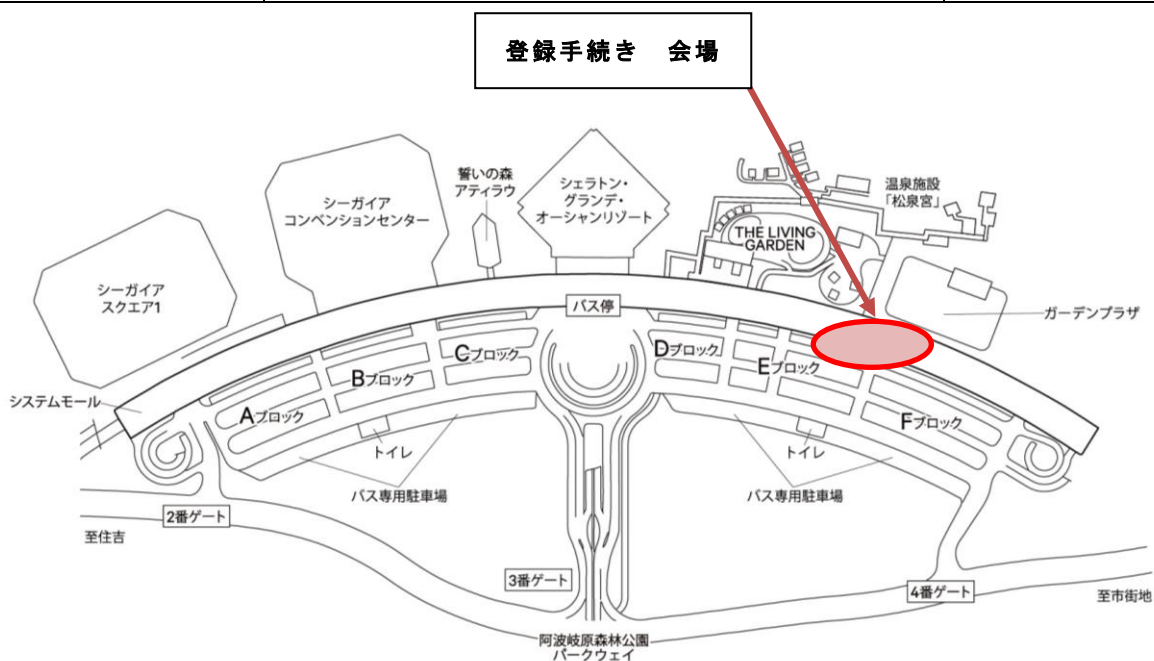 登録手続き　会場
誓いの森
アティラウ
シェラトン・
グランデ・
オーシャンリゾート
温泉施設
「松泉宮」
シーガイア
コンベンションセンター
THE LIVING
GARDEN
シーガイア
スクエア1
バス停
ガーデンプラザ
Cブロック
Dブロック
Bブロック
Eブロック
システムモール
Aブロック
Fブロック
トイレ
トイレ
バス専用駐車場
バス専用駐車場
2番ゲート
至住吉
3番ゲート
4番ゲート
至市街地
阿波岐原森林公園
パークウェイ